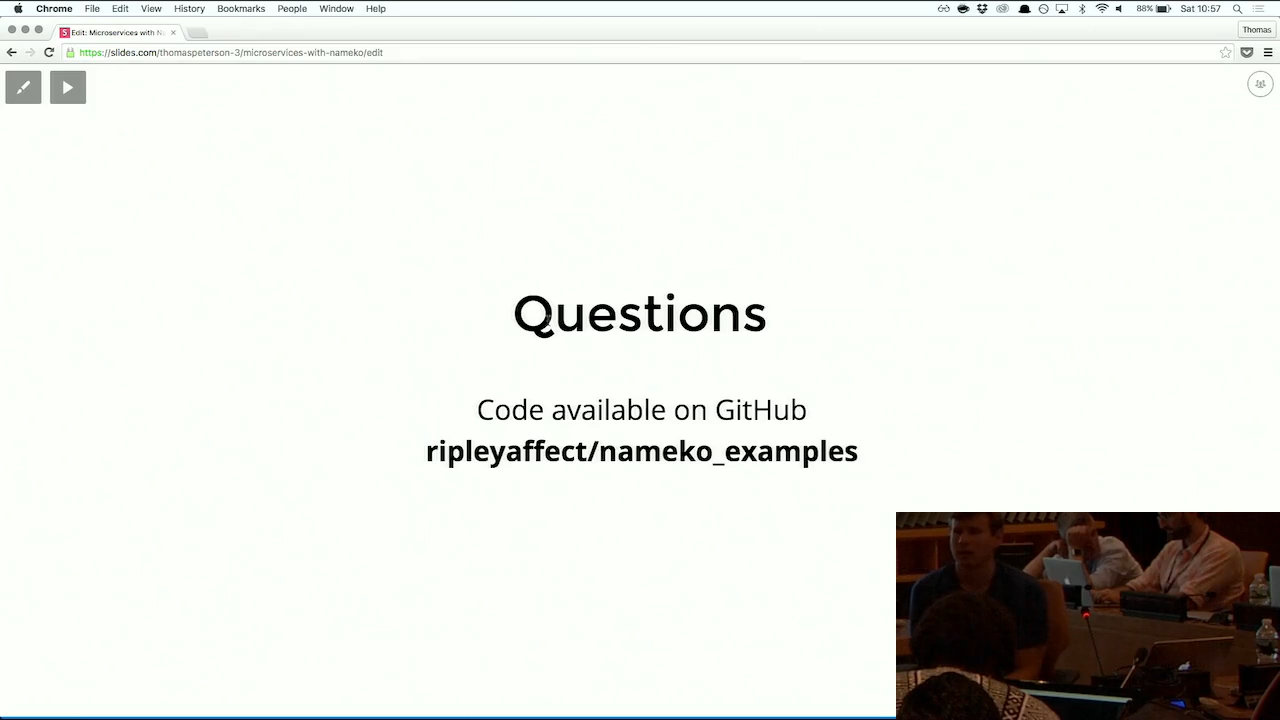 Chrome File Edit View History Bookmarks People Window Help 88% Sat 10:57
Edit: Microservices with N
Thomas
https://slides.com/thomaspeterson-3/microservices-with-nameko/edit
Questions
Code available on GitHub
ripleyaffect/nameko_examples